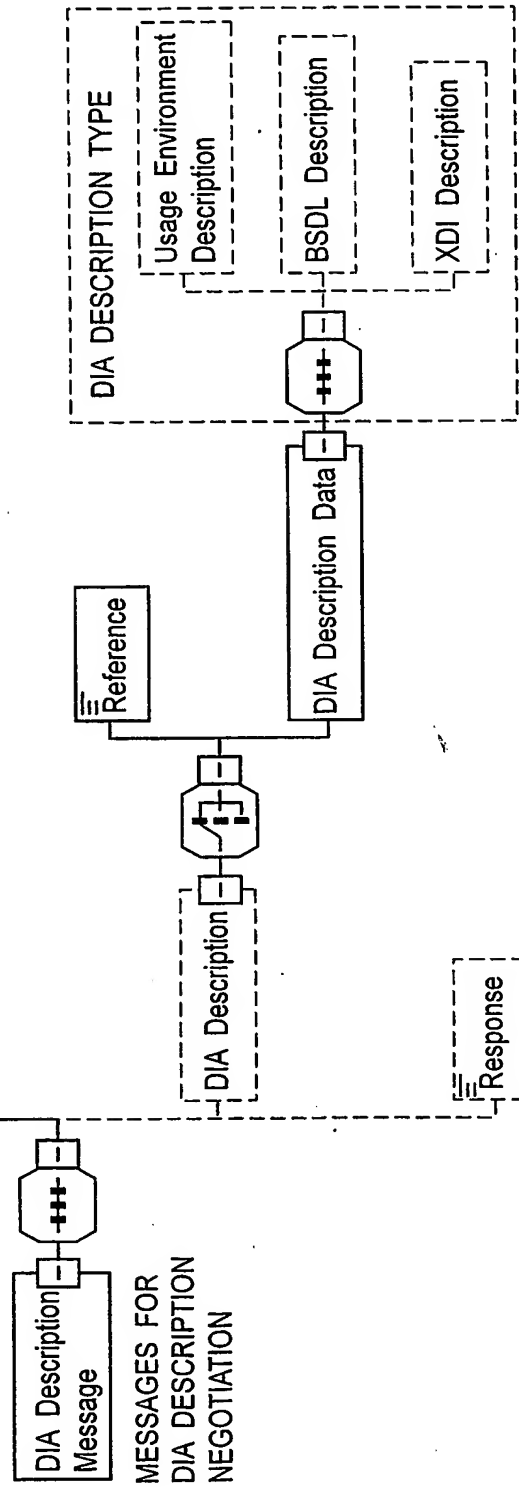 DIA Description
Message
MESSAGES FOR
DIA DESCRIPTION
NEGOTIATION
DIA Description
Response
Reference
DIA Description Data
DIA DESCRIPTION TYPE
Usage Environment
Description
BSDL Description
XDI Description